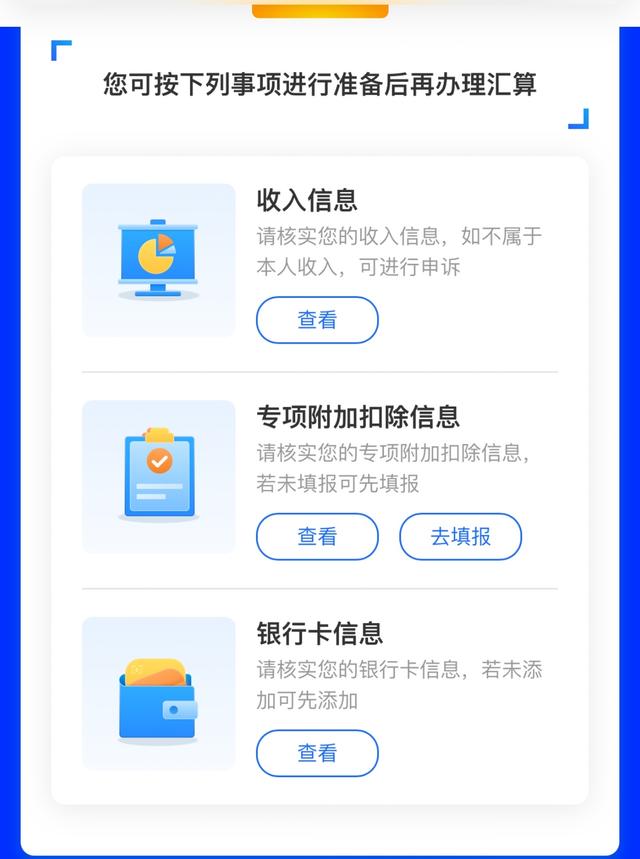 您可按下列事项进行准备后再办理汇算
收入信息
请核实您的收入信息，如不属于
本人收入，可进行申诉
查看
专项附加扣除信息
请核实您的专项附加扣除信息，
若未填报可先填报
查看 去填报
银行卡信息
请核实您的银行卡信息，若未添
加可先添加
查看